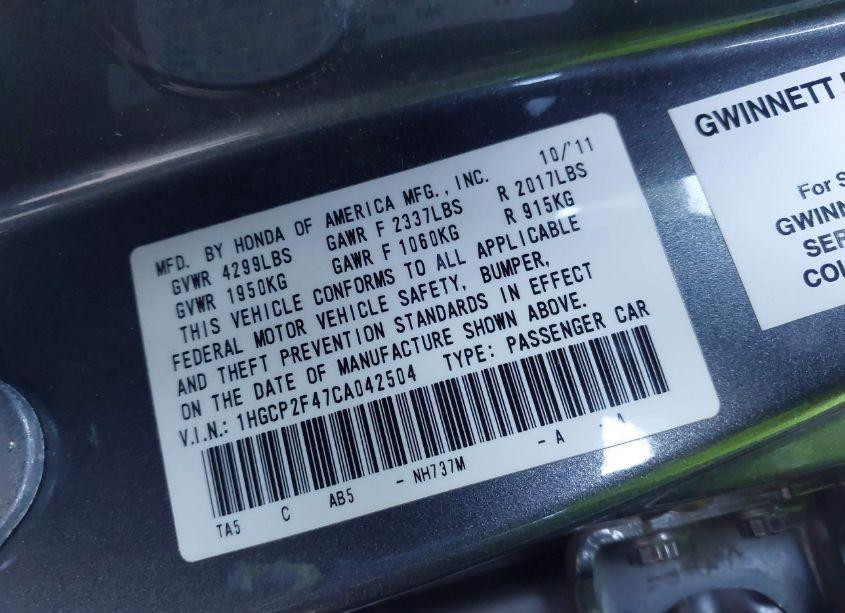 MFD. BY HONDA OF AMERICA MFG., INC. 10/'11
GVWR 4299LBS GAWR F 2337LBS R 2017LBS
GVWR 1950KG GAWR F 1060KG R 915KG
THIS VEHICLE CONFORMS TO ALL APPLICABLE
FEDERAL MOTOR VEHICLE SAFETY, BUMPER,
AND THEFT PREVENTION STANDARDS IN EFFECT
ON THE DATE OF MANUFACTURE SHOWN ABOVE.
V.I.N.: 1HGCP2F47CA042504 TYPE: PASSENGER CAR
TA5 C AB5 - NH737M - A - A
GWINNETT
For S
GWINN
SER
COL